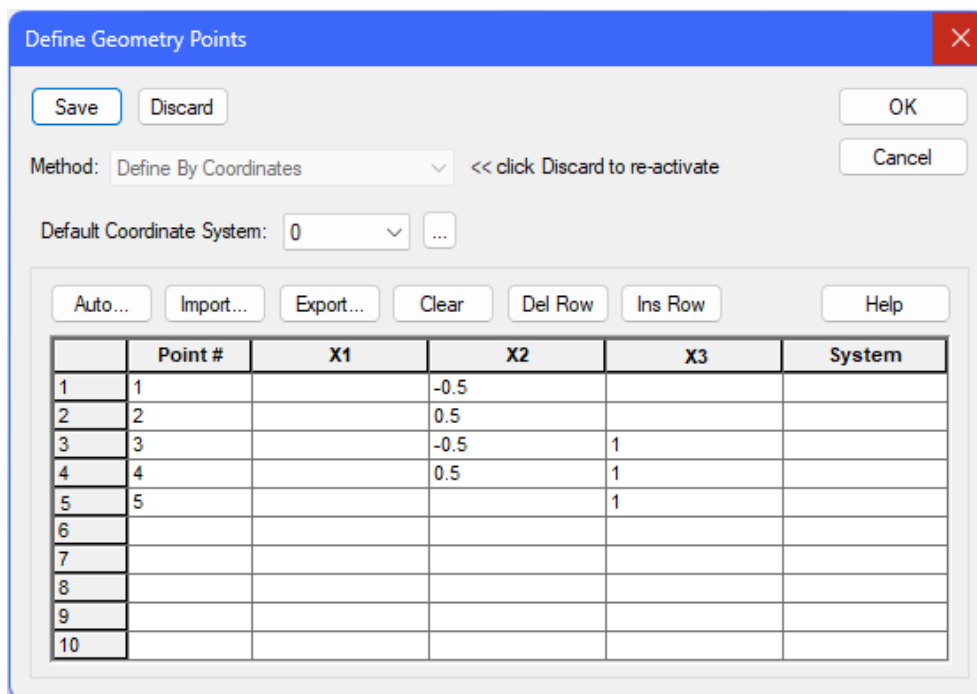 Define Geometry Points
Save Discard OK
Method: Define By Coordinates << click Discard to re-activate Cancel
Default Coordinate System: 0 ...
Auto... Import... Export... Clear Del Row Ins Row Help
Point # X1 X2 X3 System
1 1 -0.5
2 2 0.5
3 3 -0.5 1
4 4 0.5 1
5 5 1
6
7
8
9
10